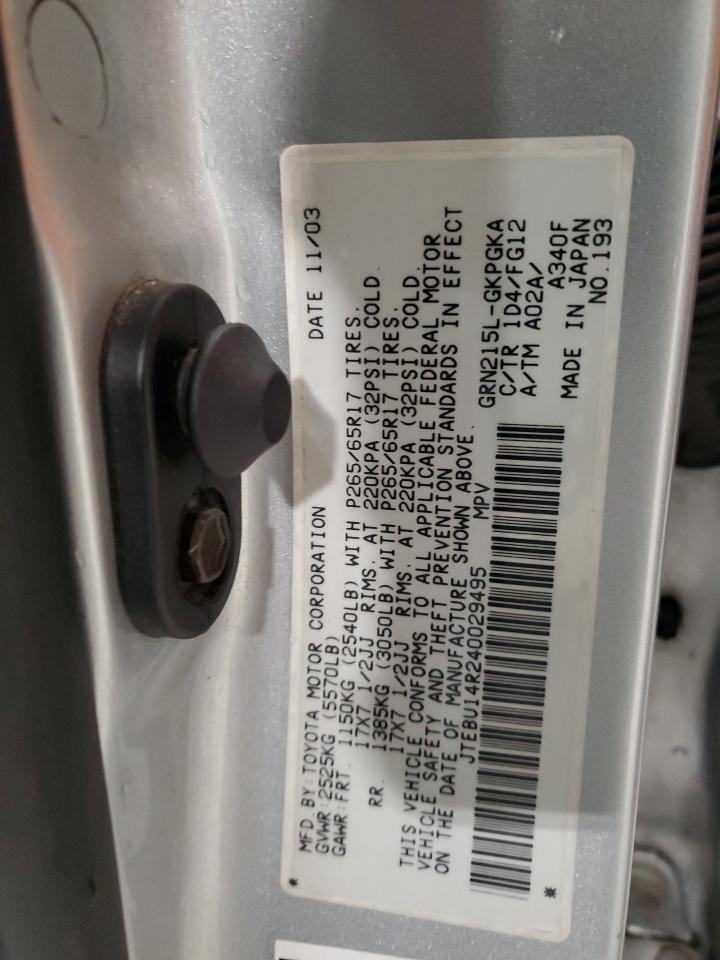 MFD BY:TOYOTA MOTOR CORPORATION DATE 11/03
GVWR:2525KG (5570LB)
GAWR:FRT. 1150KG (2540LB) WITH P265/65R17 TIRES.
17X7 1/2JJ RIMS. AT 220KPA (32PSI) COLD.
RR. 1385KG (3050LB) WITH P265/65R17 TIRES.
17X7 1/2JJ RIMS. AT 220KPA (32PSI) COLD.
THIS VEHICLE CONFORMS TO ALL APPLICABLE FEDERAL MOTOR
VEHICLE SAFETY AND THEFT PREVENTION STANDARDS IN EFFECT
ON THE DATE OF MANUFACTURE SHOWN ABOVE.
JTEBU14R240029495 MPV GRN215L-GKPGKA
C/TR 1D4/FG12
A/TM A02A/
A340F
MADE IN JAPAN
NO.193